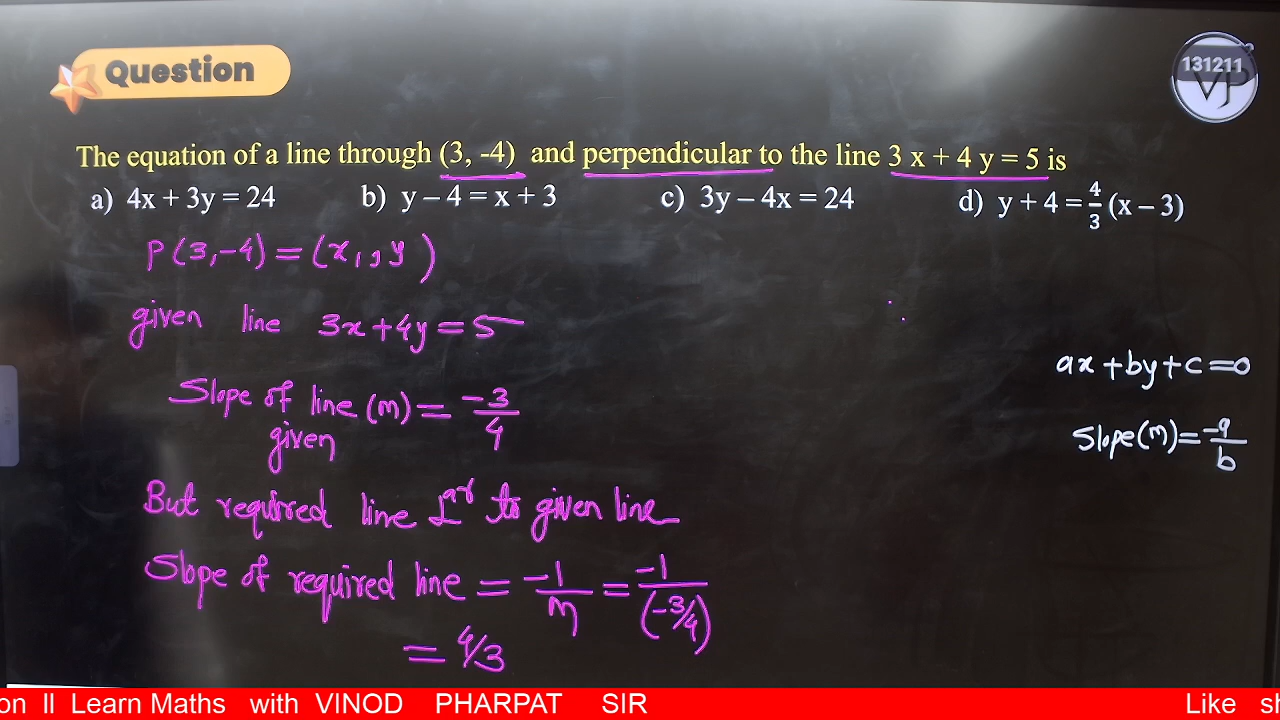 Question
131211
VP
The equation of a line through (3, -4) and perpendicular to the line 3 x + 4 y = 5 is
a) 4x + 3y = 24 b) y – 4 = x + 3 c) 3y – 4x = 24 d) y + 4 = 4/3 (x – 3)
P(3,-4) = (x₁, y)
given line 3x+4y=5
ax+by+c=0
Slope of line (m) = -3/4
given
Slope(m) = -a/b
But required line ⊥ar to given line
Slope of required line = -1/m = -1/(-3/4)
= 4/3
on ll Learn Maths with VINOD PHARPAT SIR Like sh